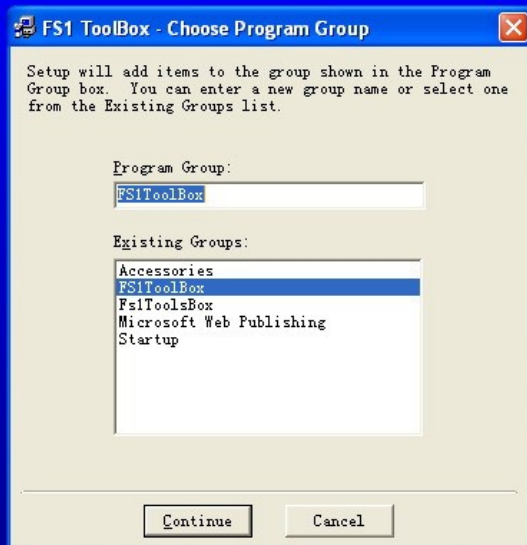 FS1 ToolBox - Choose Program Group
Setup will add items to the group shown in the Program
Group box. You can enter a new group name or select one
from the Existing Groups list.
Program Group:
FS1ToolBox
Existing Groups:
Accessories
FS1ToolBox
Fs1ToolsBox
Microsoft Web Publishing
Startup
Continue
Cancel